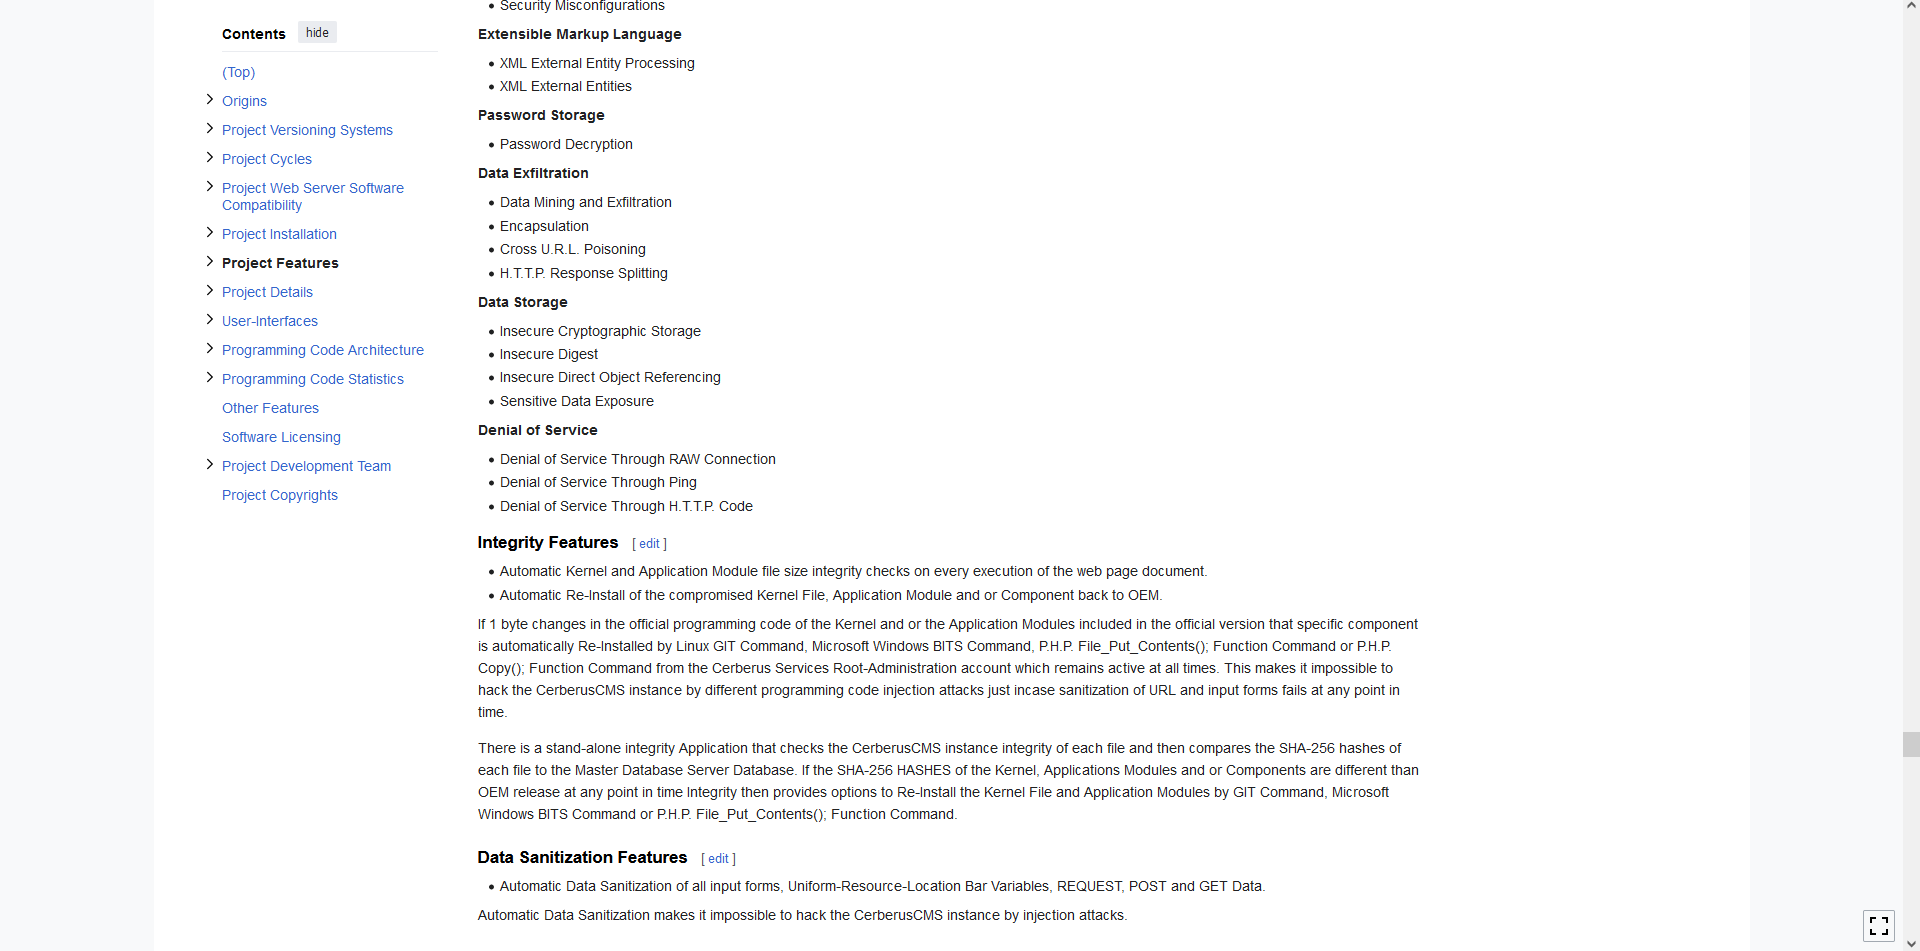 Contents hide
(Top)
Origins
Project Versioning Systems
Project Cycles
Project Web Server Software
Compatibility
Project Installation
Project Features
Project Details
User-Interfaces
Programming Code Architecture
Programming Code Statistics
Other Features
Software Licensing
Project Development Team
Project Copyrights
• Security Misconfigurations
Extensible Markup Language
• XML External Entity Processing
• XML External Entities
Password Storage
• Password Decryption
Data Exfiltration
• Data Mining and Exfiltration
• Encapsulation
• Cross U.R.L. Poisoning
• H.T.T.P. Response Splitting
Data Storage
• Insecure Cryptographic Storage
• Insecure Digest
• Insecure Direct Object Referencing
• Sensitive Data Exposure
Denial of Service
• Denial of Service Through RAW Connection
• Denial of Service Through Ping
• Denial of Service Through H.T.T.P. Code
Integrity Features [ edit ]
• Automatic Kernel and Application Module file size integrity checks on every execution of the web page document.
• Automatic Re-Install of the compromised Kernel File, Application Module and or Component back to OEM.
If 1 byte changes in the official programming code of the Kernel and or the Application Modules included in the official version that specific component
is automatically Re-Installed by Linux GIT Command, Microsoft Windows BITS Command, P.H.P. File_Put_Contents(); Function Command or P.H.P.
Copy(); Function Command from the Cerberus Services Root-Administration account which remains active at all times. This makes it impossible to
hack the CerberusCMS instance by different programming code injection attacks just incase sanitization of URL and input forms fails at any point in
time.
There is a stand-alone integrity Application that checks the CerberusCMS instance integrity of each file and then compares the SHA-256 hashes of
each file to the Master Database Server Database. If the SHA-256 HASHES of the Kernel, Applications Modules and or Components are different than
OEM release at any point in time Integrity then provides options to Re-Install the Kernel File and Application Modules by GIT Command, Microsoft
Windows BITS Command or P.H.P. File_Put_Contents(); Function Command.
Data Sanitization Features [ edit ]
• Automatic Data Sanitization of all input forms, Uniform-Resource-Location Bar Variables, REQUEST, POST and GET Data.
Automatic Data Sanitization makes it impossible to hack the CerberusCMS instance by injection attacks.